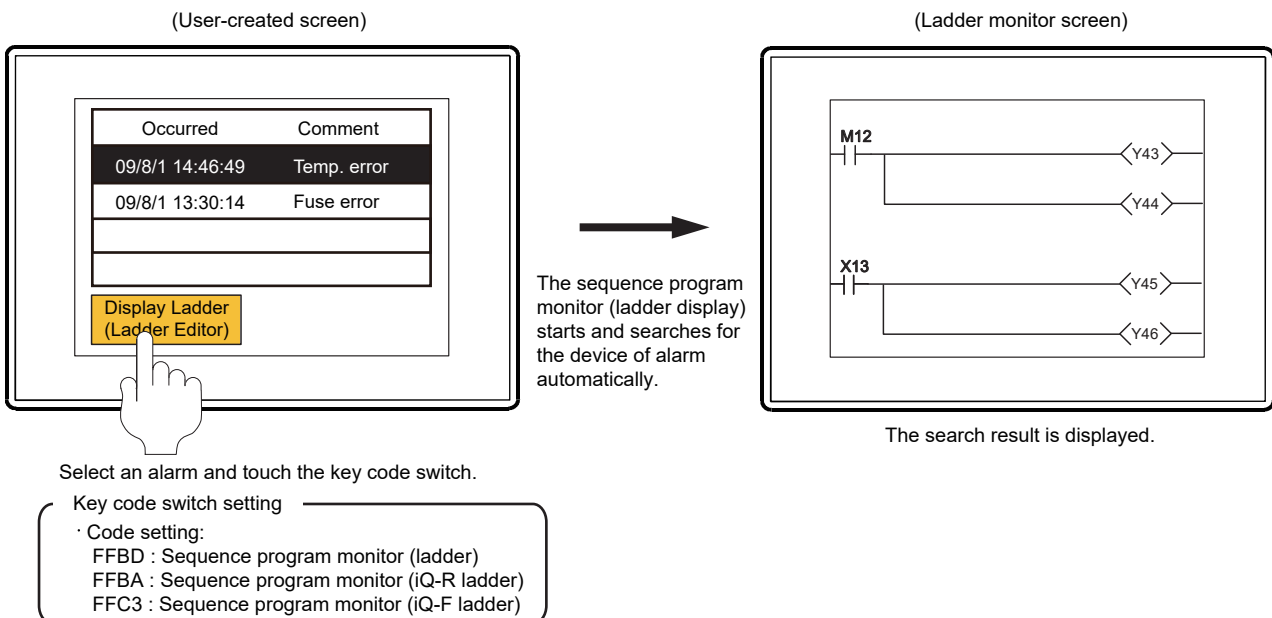 (User-created screen)
(Ladder monitor screen)
Occurred Comment
09/8/1 14:46:49 Temp. error
09/8/1 13:30:14 Fuse error
Display Ladder
(Ladder Editor)
The sequence program
monitor (ladder display)
starts and searches for
the device of alarm
automatically.
M12
Y43
Y44
X13
Y45
Y46
The search result is displayed.
Select an alarm and touch the key code switch.
Key code switch setting
· Code setting:
FFBD : Sequence program monitor (ladder)
FFBA : Sequence program monitor (iQ-R ladder)
FFC3 : Sequence program monitor (iQ-F ladder)